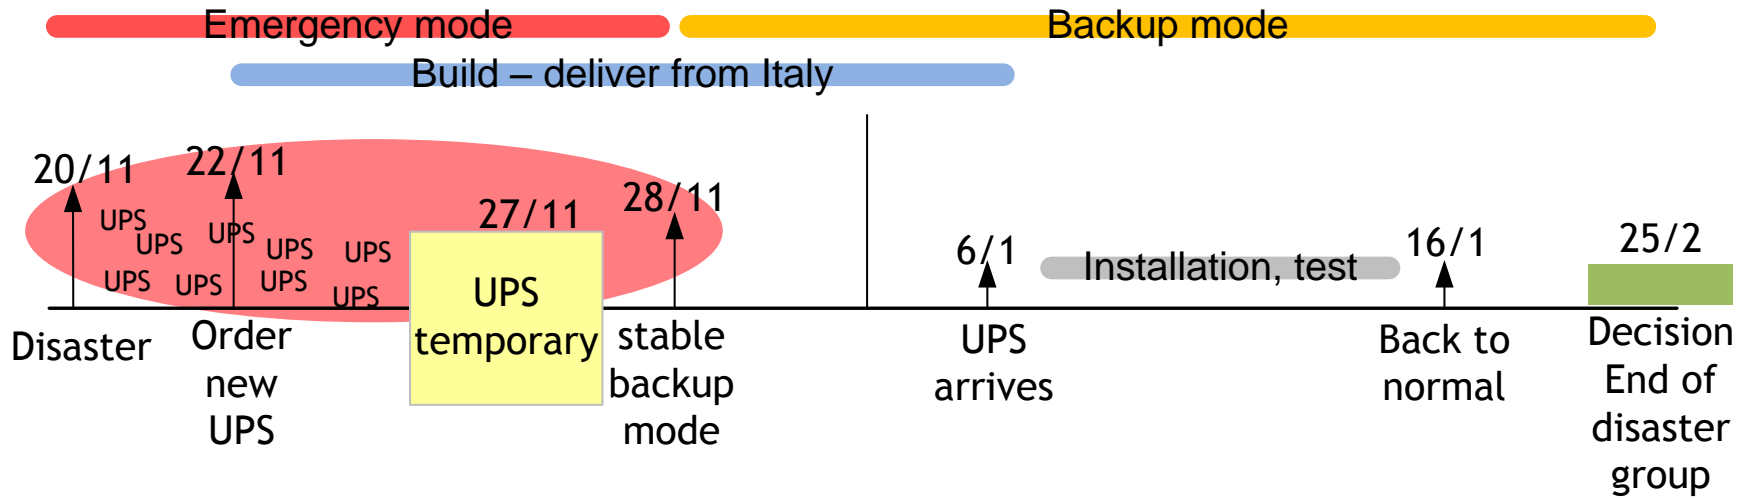 Emergency mode
Backup mode
Build – deliver from Italy
20/11
22/11
27/11
28/11
6/1
16/1
25/2
UPS
UPS
UPS
UPS
UPS
UPS
UPS
UPS
UPS
Installation, test
Disaster
Order
new
UPS
UPS
temporary
stable
backup
mode
UPS
arrives
Back to
normal
Decision
End of
disaster
group